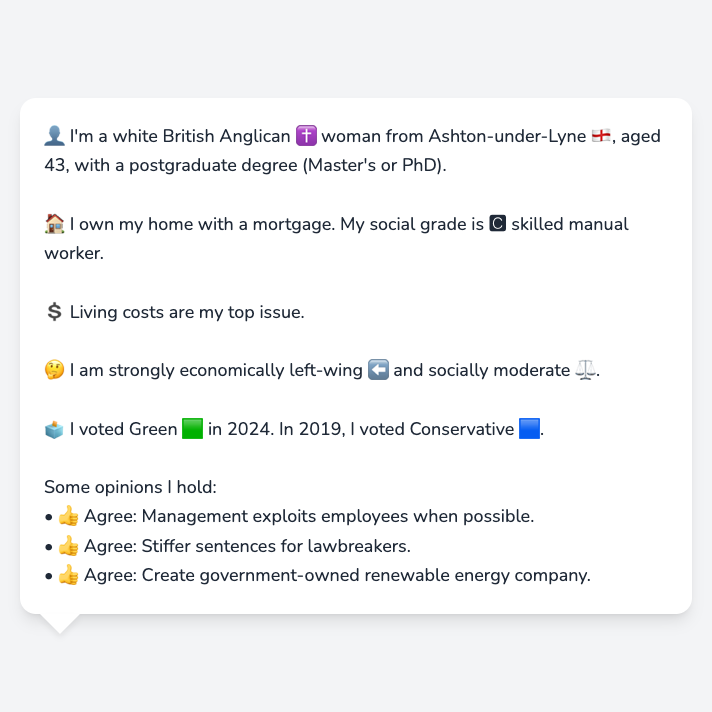 👤 I'm a white British Anglican ✝️ woman from Ashton-under-Lyne 🏴󠁧󠁢󠁥󠁮󠁧󠁿, aged
43, with a postgraduate degree (Master's or PhD).
🏠 I own my home with a mortgage. My social grade is 🅲 skilled manual
worker.
💲 Living costs are my top issue.
🤔 I am strongly economically left-wing ⬅️ and socially moderate ⚖️.
🗳️ I voted Green 🟩 in 2024. In 2019, I voted Conservative 🟦.
Some opinions I hold:
• 👍 Agree: Management exploits employees when possible.
• 👍 Agree: Stiffer sentences for lawbreakers.
• 👍 Agree: Create government-owned renewable energy company.